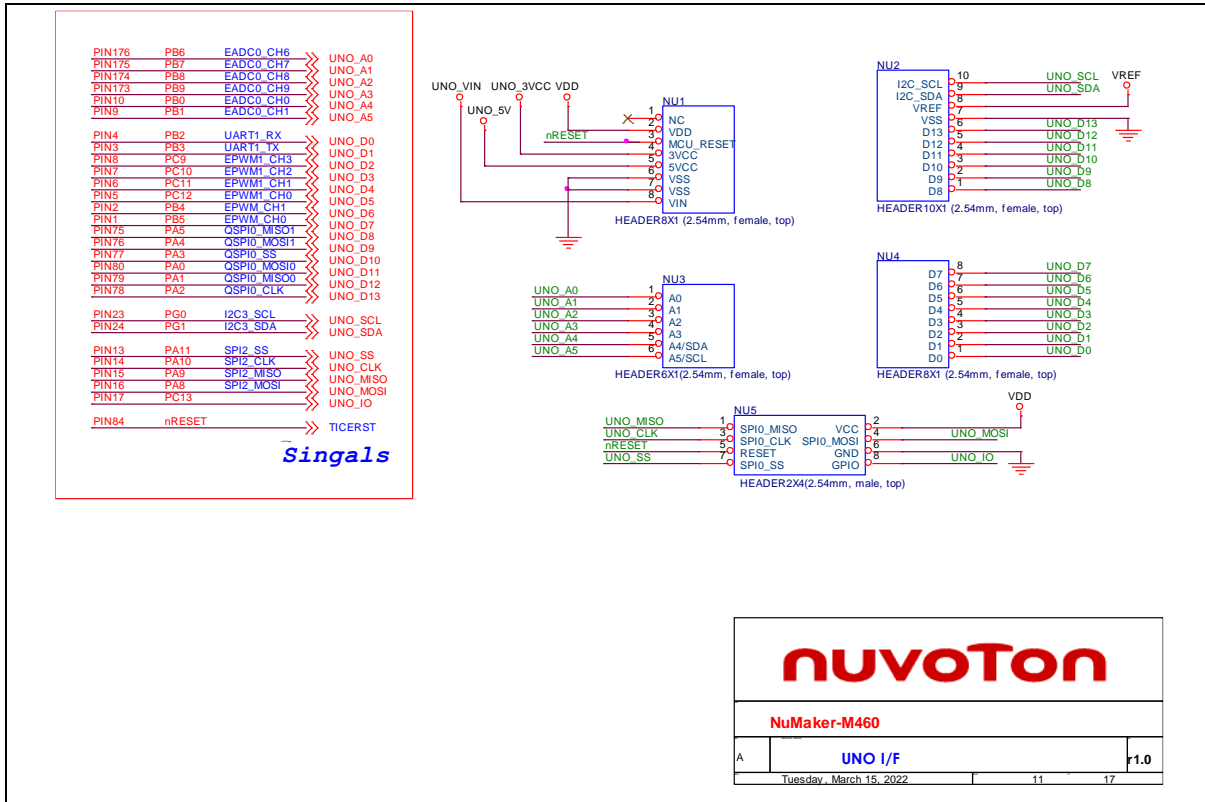 PIN176 PB6 EADC0_CH6 UNO_A0
PIN175 PB7 EADC0_CH7 UNO_A1
PIN174 PB8 EADC0_CH8 UNO_A2
PIN173 PB9 EADC0_CH9 UNO_A3
PIN10 PB0 EADC0_CH0 UNO_A4
PIN9 PB1 EADC0_CH1 UNO_A5
PIN4 PB2 UART1_RX UNO_D0
PIN3 PB3 UART1_TX UNO_D1
PIN8 PC9 EPWM1_CH3 UNO_D2
PIN7 PC10 EPWM1_CH2 UNO_D3
PIN6 PC11 EPWM1_CH1 UNO_D4
PIN5 PC12 EPWM1_CH0 UNO_D5
PIN2 PB4 EPWM_CH1 UNO_D6
PIN1 PB5 EPWM_CH0 UNO_D7
PIN75 PA5 QSPI0_MISO1 UNO_D8
PIN76 PA4 QSPI0_MOSI1 UNO_D9
PIN77 PA3 QSPI0_SS UNO_D10
PIN80 PA0 QSPI0_MOSI0 UNO_D11
PIN79 PA1 QSPI0_MISO0 UNO_D12
PIN78 PA2 QSPI0_CLK UNO_D13
PIN23 PG0 I2C3_SCL UNO_SCL
PIN24 PG1 I2C3_SDA UNO_SDA
PIN13 PA11 SPI2_SS UNO_SS
PIN14 PA10 SPI2_CLK UNO_CLK
PIN15 PA9 SPI2_MISO UNO_MISO
PIN16 PA8 SPI2_MOSI UNO_MOSI
PIN17 PC13 UNO_IO
PIN84 nRESET TICERST
Singals
UNO_VIN UNO_3VCC VDD
UNO_5V
nRESET
NU1
1 NC
2 VDD
3 MCU_RESET
4 3VCC
5 5VCC
6 VSS
7 VSS
8 VIN
HEADER8X1 (2.54mm, female, top)
NU2
VREF
I2C_SCL 10 UNO_SCL
I2C_SDA 9 UNO_SDA
VREF 8
VSS 7
D13 6 UNO_D13
D12 5 UNO_D12
D11 4 UNO_D11
D10 3 UNO_D10
D9 2 UNO_D9
D8 1 UNO_D8
HEADER10X1 (2.54mm, female, top)
NU3
UNO_A0 1 A0
UNO_A1 2 A1
UNO_A2 3 A2
UNO_A3 4 A3
UNO_A4 5 A4/SDA
UNO_A5 6 A5/SCL
HEADER6X1(2.54mm, female, top)
NU4
D7 8 UNO_D7
D6 7 UNO_D6
D5 6 UNO_D5
D4 5 UNO_D4
D3 4 UNO_D3
D2 3 UNO_D2
D1 2 UNO_D1
D0 1 UNO_D0
HEADER8X1 (2.54mm, female, top)
VDD
NU5
UNO_MISO 1 SPI0_MISO VCC 2
UNO_CLK 3 SPI0_CLK SPI0_MOSI 4 UNO_MOSI
nRESET 5 RESET GND 6
UNO_SS 7 SPI0_SS GPIO 8 UNO_IO
HEADER2X4(2.54mm, male, top)
nuvoTon
NuMaker-M460
A UNO I/F r1.0
Tuesday, March 15, 2022 11 17